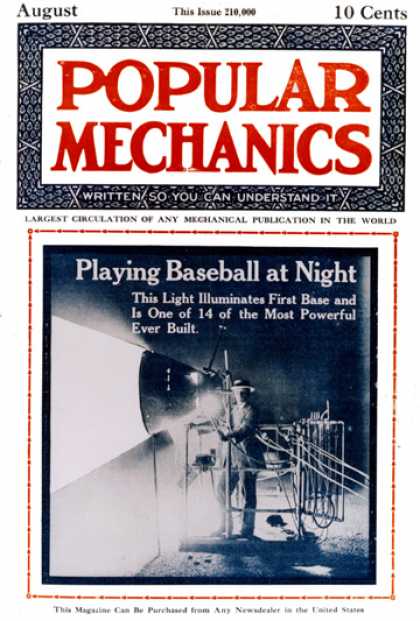 August This Issue 210,000 10 Cents
POPULAR
MECHANICS
WRITTEN SO YOU CAN UNDERSTAND IT
LARGEST CIRCULATION OF ANY MECHANICAL PUBLICATION IN THE WORLD
Playing Baseball at Night
This Light Illuminates First Base and
Is One of 14 of the Most Powerful
Ever Built.
This Magazine Can Be Purchased from Any Newsdealer in the United States